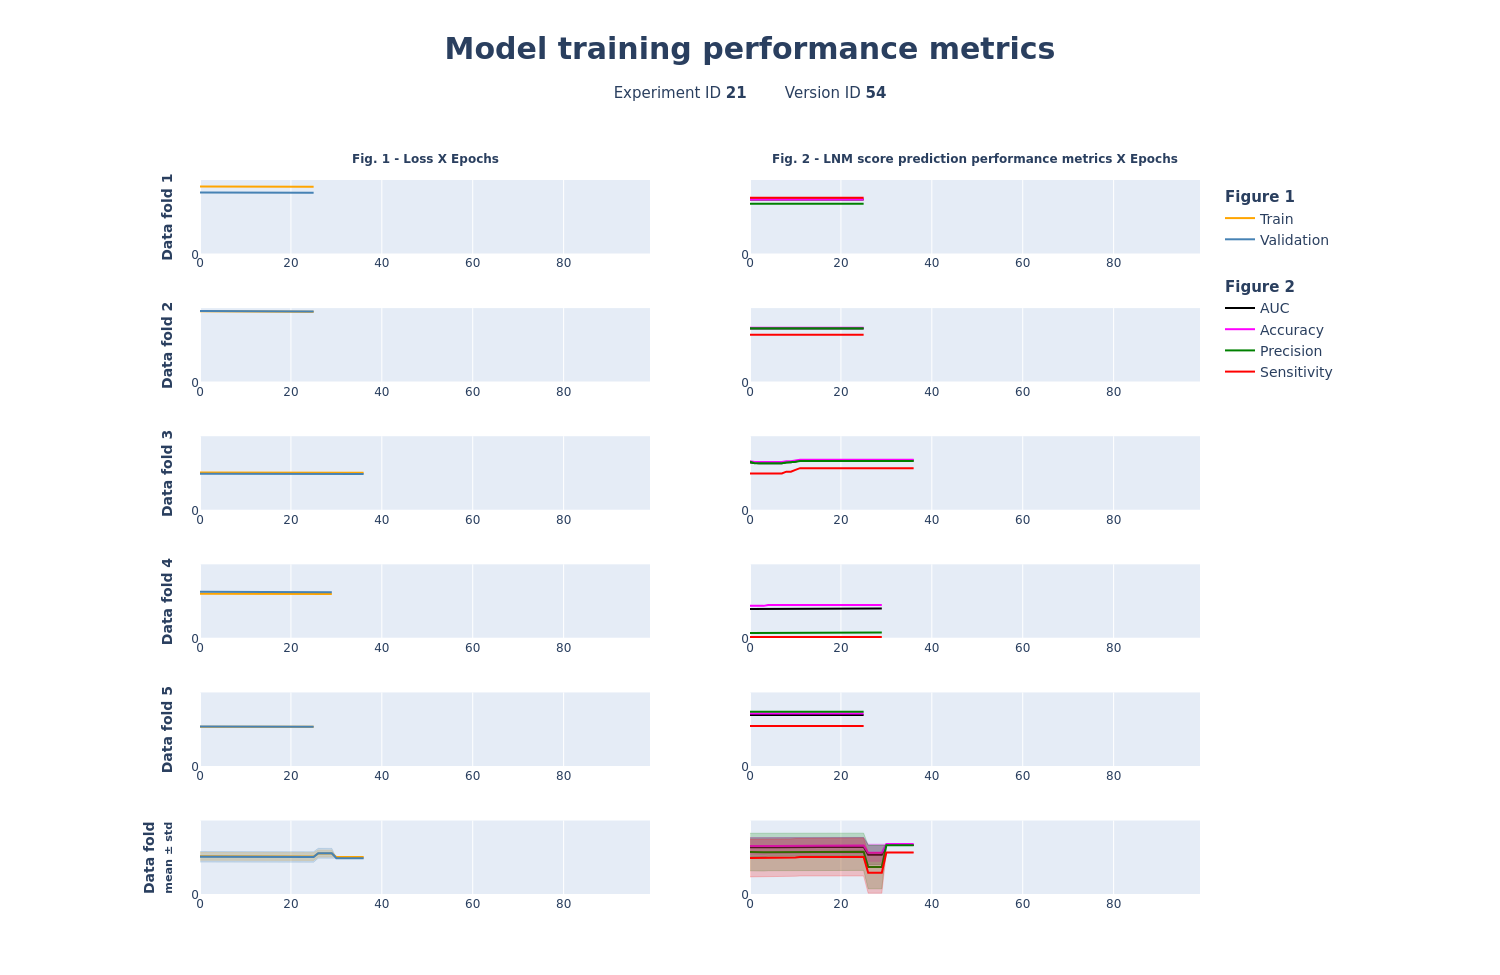 Model training performance metrics
Experiment ID 21 Version ID 54
Fig. 1 - Loss X Epochs
Fig. 2 - LNM score prediction performance metrics X Epochs
Data fold 1
0
0 20 40 60 80
0
0 20 40 60 80
Figure 1
Train
Validation
Figure 2
AUC
Accuracy
Precision
Sensitivity
Data fold 2
0
0 20 40 60 80
0
0 20 40 60 80
Data fold 3
0
0 20 40 60 80
0
0 20 40 60 80
Data fold 4
0
0 20 40 60 80
0
0 20 40 60 80
Data fold 5
0
0 20 40 60 80
0
0 20 40 60 80
Data fold
mean ± std
0
0 20 40 60 80
0
0 20 40 60 80